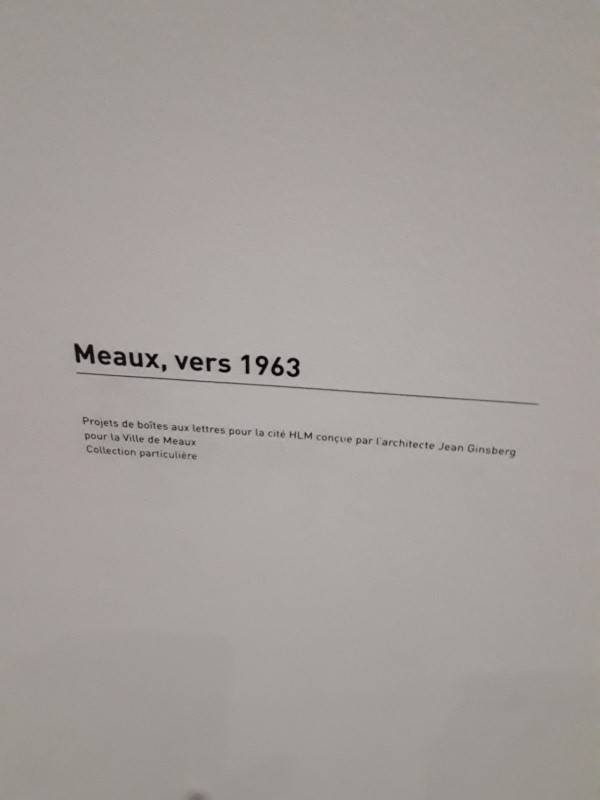 Meaux, vers 1963
Projets de boîtes aux lettres pour la cité HLM conçue par l'architecte Jean Ginsberg
pour la Ville de Meaux
Collection particulière